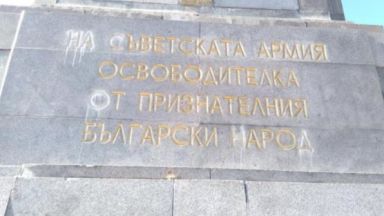 НА СЪВЕТСКАТА АРМИЯ
ОСВОБОДИТЕЛКА
ОТ ПРИЗНАТЕЛНИЯ
БЪЛГАРСКИ НАРОД